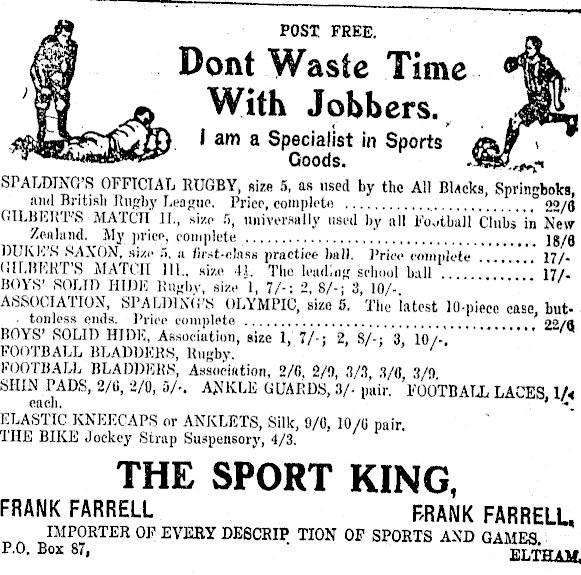 POST FREE.
Dont Waste Time
With Jobbers.
I am a Specialist in Sports
Goods.
SPALDING'S OFFICIAL RUGBY, size 5, as used by the All Blacks, Springboks,
and British Rugby League. Price, complete .......................... 22/6
GILBERT'S MATCH II., size 5, universally used by all Football Clubs in New
Zealand. My price, complete ........................................ 18/6
DUKE'S SAXON, size 5, a first-class practice ball. Price complete ........ 17/-
GILBERT'S MATCH III., size 4½. The leading school ball ............... 17/-
BOYS' SOLID HIDE Rugby, size 1, 7/-; 2, 8/-; 3, 10/-.
ASSOCIATION, SPALDING'S OLYMPIC, size 5. The latest 10-piece case, but-
tonless ends. Price complete ........................................ 22/6
BOYS' SOLID HIDE, Association, size 1, 7/-; 2, 8/-; 3, 10/-.
FOOTBALL BLADDERS, Rugby.
FOOTBALL BLADDERS, Association, 2/6, 2/9, 3/3, 3/6, 3/9.
SHIN PADS, 2/6, 2/9, 5/-. ANKLE GUARDS, 3/- pair. FOOTBALL LACES,
each.
ELASTIC KNEECAPS or ANKLETS, Silk, 9/6, 10/6 pair.
THE BIKE Jockey Strap Suspensory, 4/3.
THE SPORT KING,
FRANK FARRELL FRANK FARRELL.
IMPORTER OF EVERY DESCRIP TION OF SPORTS AND GAMES.
P.O. Box 87, ELTHAM.